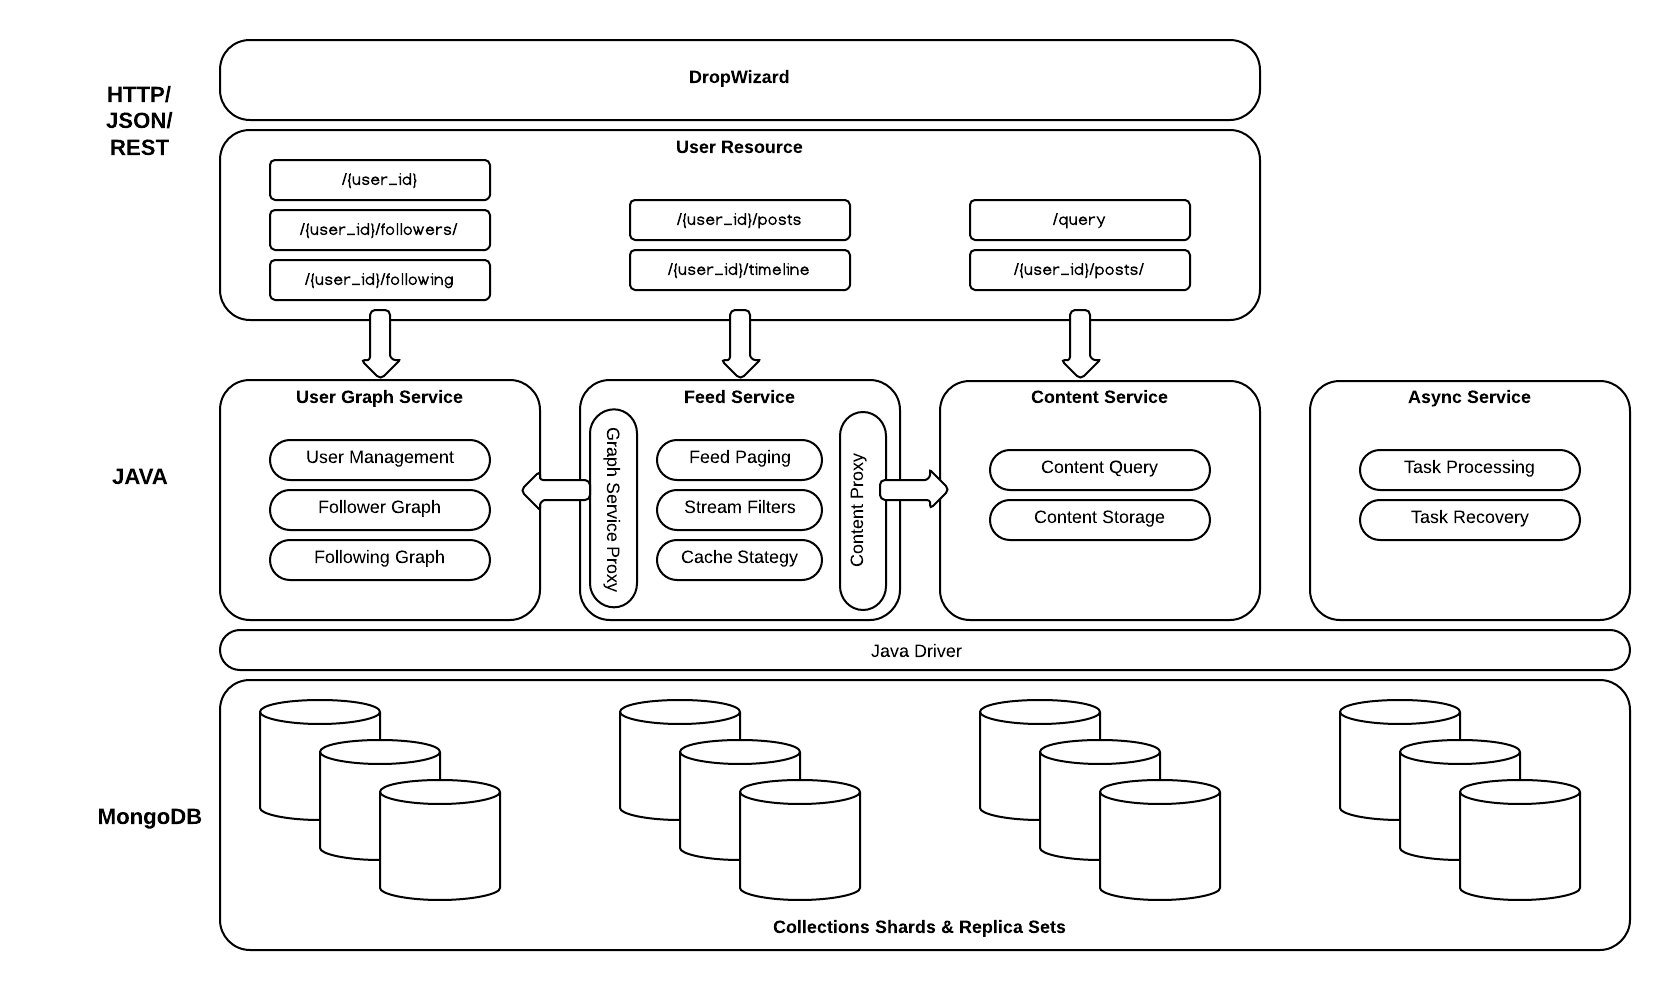 DropWizard
HTTP/
JSON/
REST
User Resource
/{user_id}
/{user_id}/followers/
/{user_id}/following
/{user_id}/posts
/{user_id}/timeline
/query
/{user_id}/posts/
JAVA
User Graph Service
User Management
Follower Graph
Following Graph
Feed Service
Graph Service Proxy
Feed Paging
Stream Filters
Cache Stategy
Content Proxy
Content Service
Content Query
Content Storage
Async Service
Task Processing
Task Recovery
Java Driver
MongoDB
Collections Shards & Replica Sets